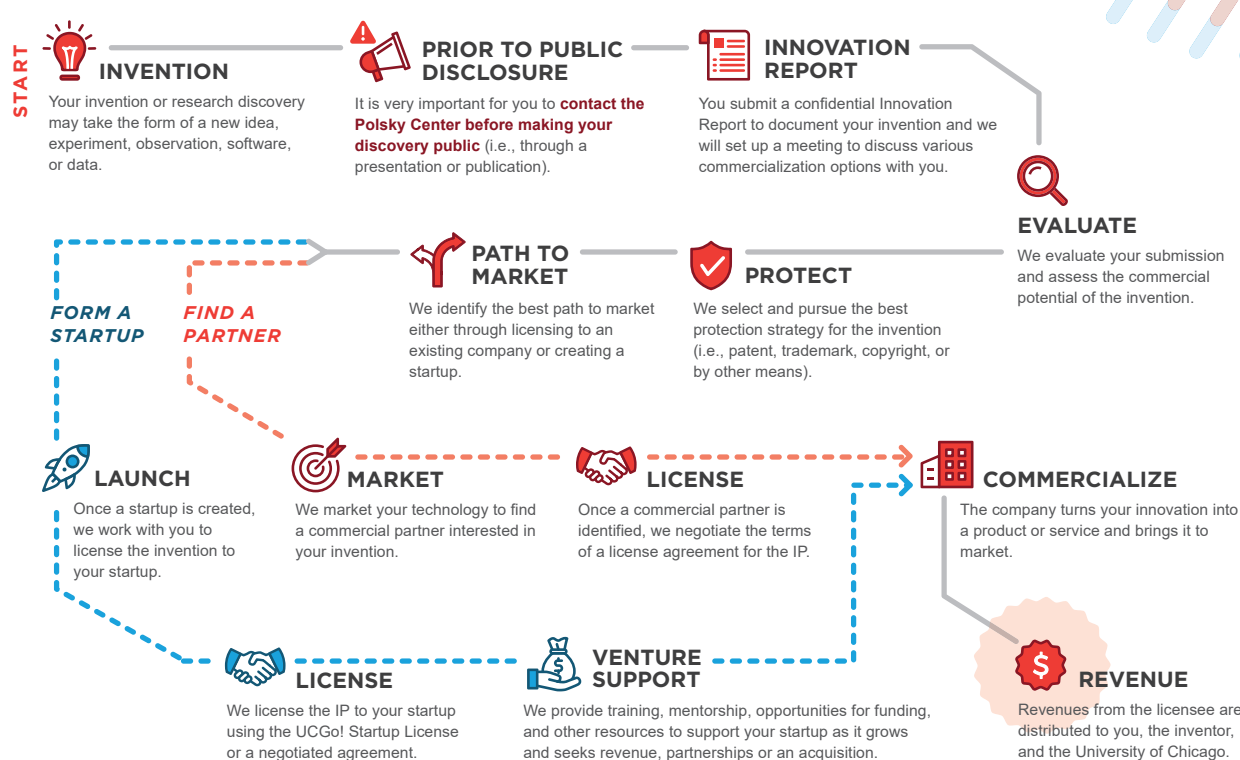 START
INVENTION
Your invention or research discovery
may take the form of a new idea,
experiment, observation, software,
or data.
PRIOR TO PUBLIC
DISCLOSURE
It is very important for you to contact the
Polsky Center before making your
discovery public (i.e., through a
presentation or publication).
INNOVATION
REPORT
You submit a confidential Innovation
Report to document your invention and we
will set up a meeting to discuss various
commercialization options with you.
EVALUATE
We evaluate your submission
and assess the commercial
potential of the invention.
PROTECT
We select and pursue the best
protection strategy for the invention
(i.e., patent, trademark, copyright, or
by other means).
PATH TO
MARKET
We identify the best path to market
either through licensing to an
existing company or creating a
startup.
FORM A
STARTUP
FIND A
PARTNER
LAUNCH
Once a startup is created,
we work with you to
license the invention to
your startup.
MARKET
We market your technology to find
a commercial partner interested in
your invention.
LICENSE
Once a commercial partner is
identified, we negotiate the terms
of a license agreement for the IP.
COMMERCIALIZE
The company turns your innovation into
a product or service and brings it to
market.
$
LICENSE
We license the IP to your startup
using the UCGo! Startup License
or a negotiated agreement.
$
VENTURE
SUPPORT
We provide training, mentorship, opportunities for funding,
and other resources to support your startup as it grows
and seeks revenue, partnerships or an acquisition.
REVENUE
Revenues from the licensee are
distributed to you, the inventor,
and the University of Chicago.